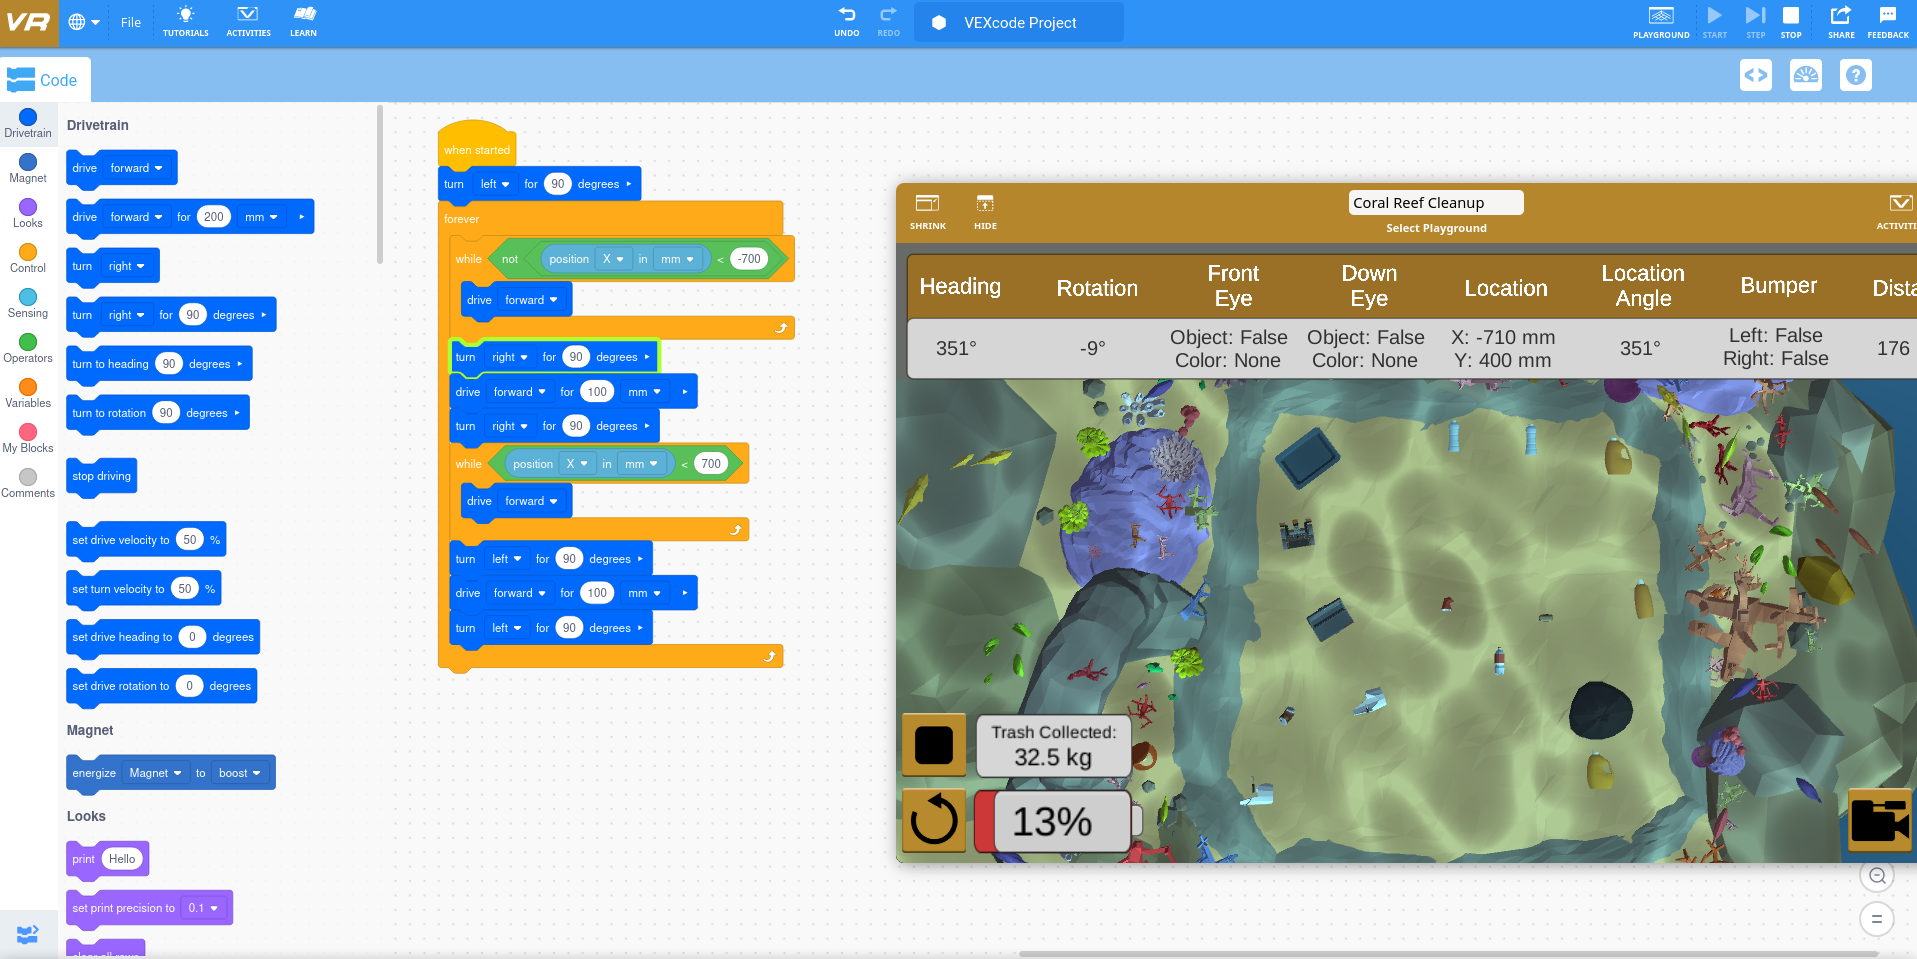 VR
File
TUTORIALS
ACTIVITIES
LEARN
UNDO
REDO
VEXcode Project
PLAYGROUND
START
STEP
STOP
SHARE
FEEDBACK
Code
Drivetrain
Magnet
Looks
Control
Sensing
Operators
Variables
My Blocks
Comments
Drivetrain
drive forward
drive forward for 200 mm
turn right
turn right for 90 degrees
turn to heading 90 degrees
turn to rotation 90 degrees
stop driving
set drive velocity to 50 %
set turn velocity to 50 %
set drive heading to 0 degrees
set drive rotation to 0 degrees
Magnet
energize Magnet to boost
Looks
print Hello
set print precision to 0.1
clear all rows
when started
turn left for 90 degrees
forever
while not position X in mm < -700
drive forward
turn right for 90 degrees
drive forward for 100 mm
turn right for 90 degrees
while position X in mm < 700
drive forward
turn left for 90 degrees
drive forward for 100 mm
turn left for 90 degrees
SHRINK
HIDE
Coral Reef Cleanup
Select Playground
ACTIVITI
Heading
Rotation
Front Eye
Down Eye
Location
Location Angle
Bumper
Dista
351°
-9°
Object: False
Color: None
Object: False
Color: None
X: -710 mm
Y: 400 mm
351°
Left: False
Right: False
176
Trash Collected:
32.5 kg
13%